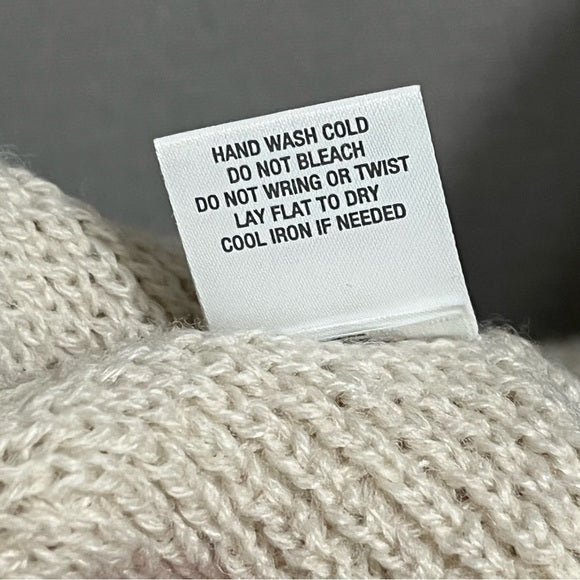 HAND WASH COLD
DO NOT BLEACH
DO NOT WRING OR TWIST
LAY FLAT TO DRY
COOL IRON IF NEEDED